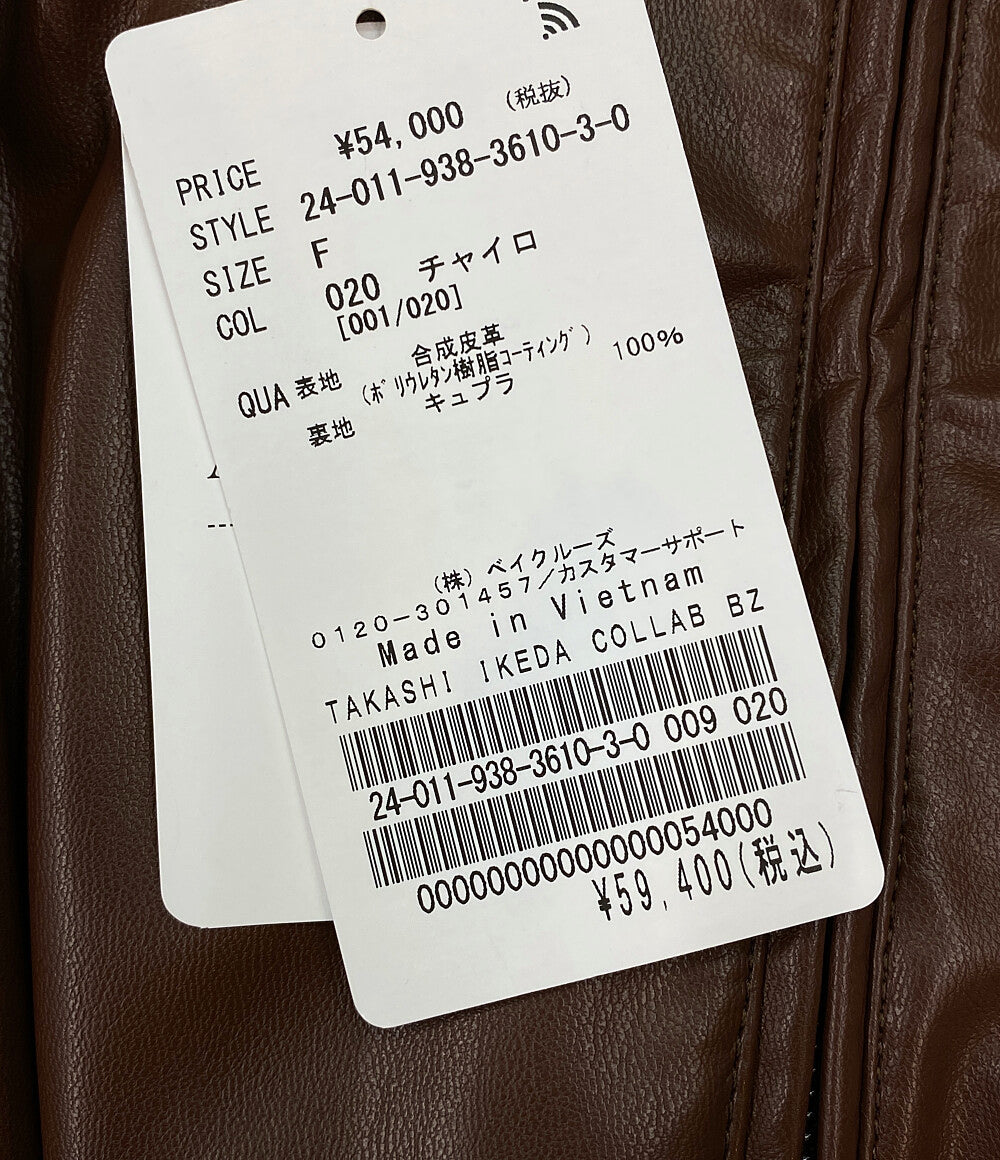 PRICE ¥54,000 (税抜)
STYLE 24-011-938-3610-3-0
SIZE F
COL 020 チャイロ
[001/020]
QUA 表地 合成皮革
(ポリウレタン樹脂コーティング) 100%
裏地 キュプラ
(株) ベイクルーズ
0120-301457/カスタマーサポート
Made in Vietnam
TAKASHI IKEDA COLLAB BZ
24-011-938-3610-3-0 009 020
00000000000000054000
¥59,400(税込)